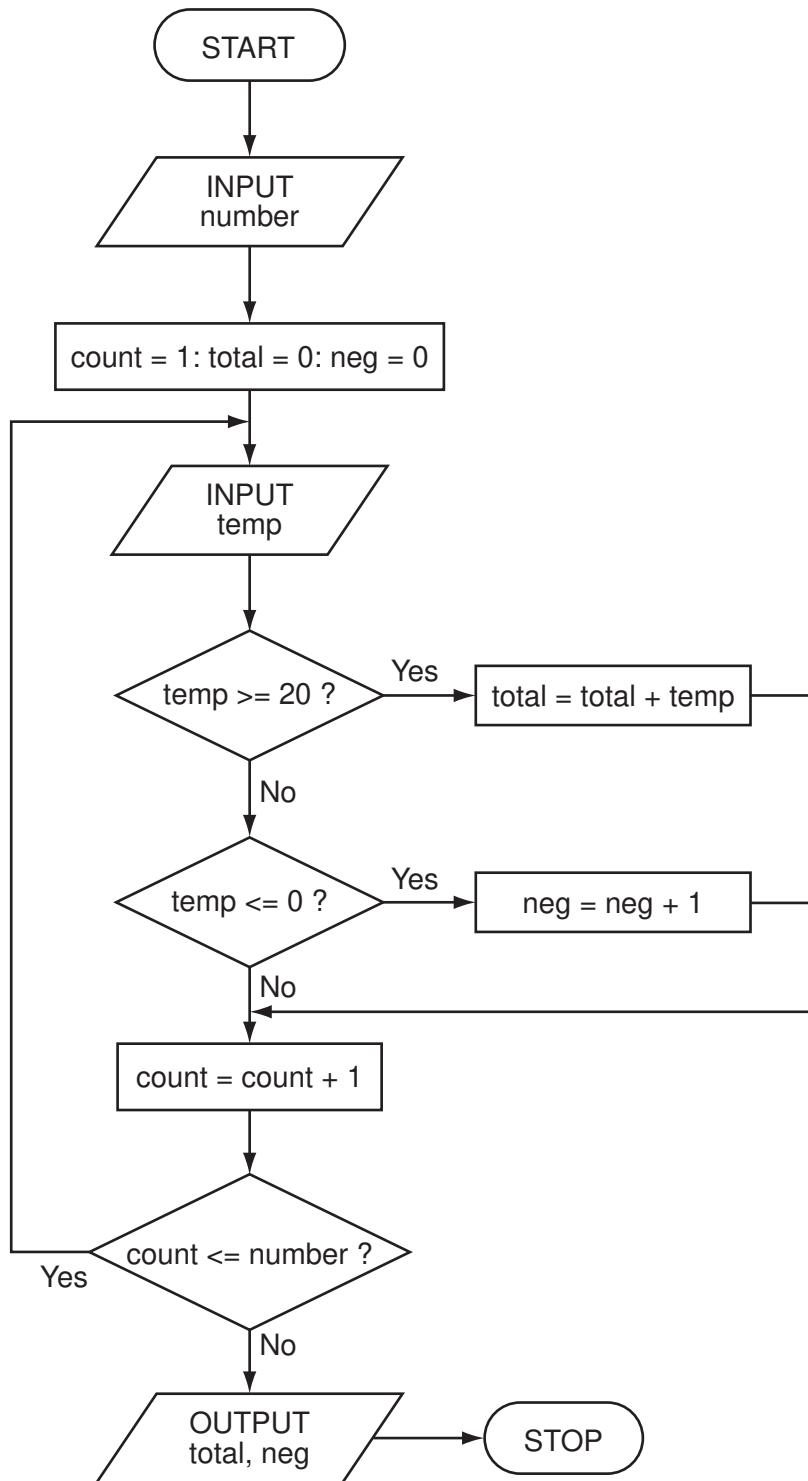 START
INPUT
number
count = 1: total = 0: neg = 0
INPUT
temp
temp >= 20 ?
Yes
total = total + temp
No
temp <= 0 ?
Yes
neg = neg + 1
No
count = count + 1
count <= number ?
Yes
No
OUTPUT
total, neg
STOP